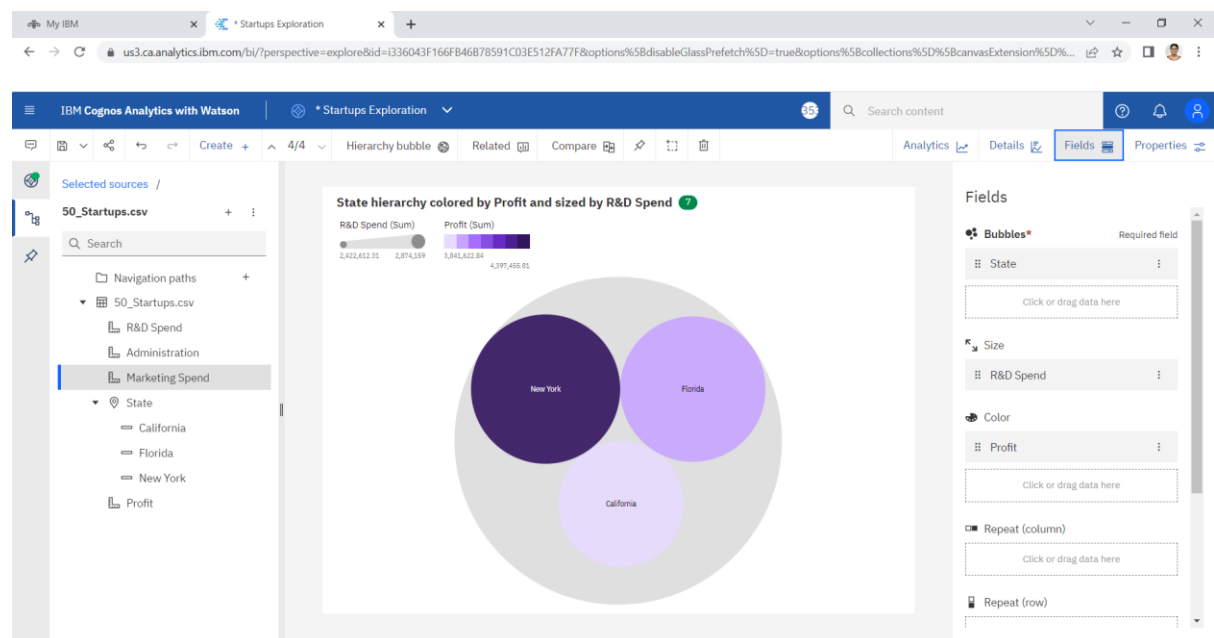 My IBM
* Startups Exploration
us3.ca.analytics.ibm.com/bi/?perspective=explore&id=i336043F166FB46B78591C03E512FA77F&options%5BdisableGlassPrefetch%5D=true&options%5Bcollections%5D%5BcanvasExtension%5D%...
IBM Cognos Analytics with Watson
* Startups Exploration
Search content
Create +
4/4
Hierarchy bubble
Related
Compare
Analytics
Details
Fields
Properties
Selected sources /
50_Startups.csv
Search
Navigation paths
50_Startups.csv
R&D Spend
Administration
Marketing Spend
State
California
Florida
New York
Profit
State hierarchy colored by Profit and sized by R&D Spend 7
R&D Spend (Sum) Profit (Sum)
2,422,612.31 2,874,159 3,841,622.84
4,397,455.81
New York
Florida
California
Fields
Bubbles* Required field
State
Click or drag data here
Size
R&D Spend
Color
Profit
Click or drag data here
Repeat (column)
Click or drag data here
Repeat (row)